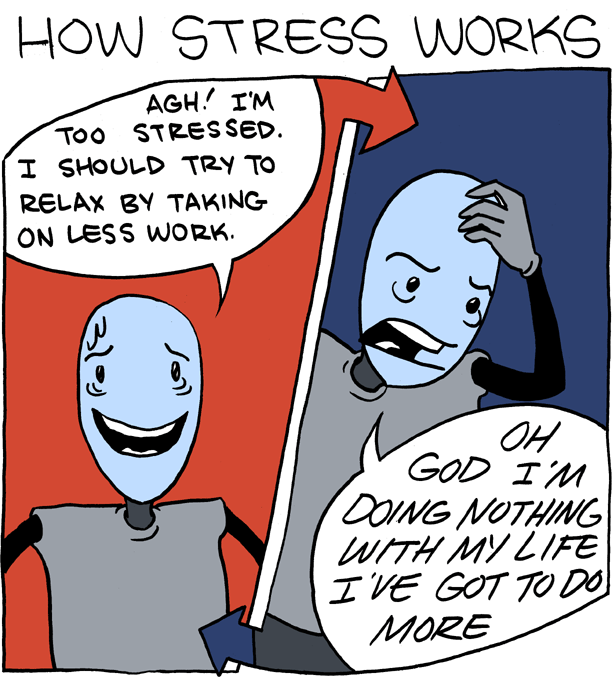 HOW STRESS WORKS
AGH! I'M
TOO STRESSED.
I SHOULD TRY TO
RELAX BY TAKING
ON LESS WORK.
OH
GOD I'M
DOING NOTHING
WITH MY LIFE
I'VE GOT TO DO
MORE